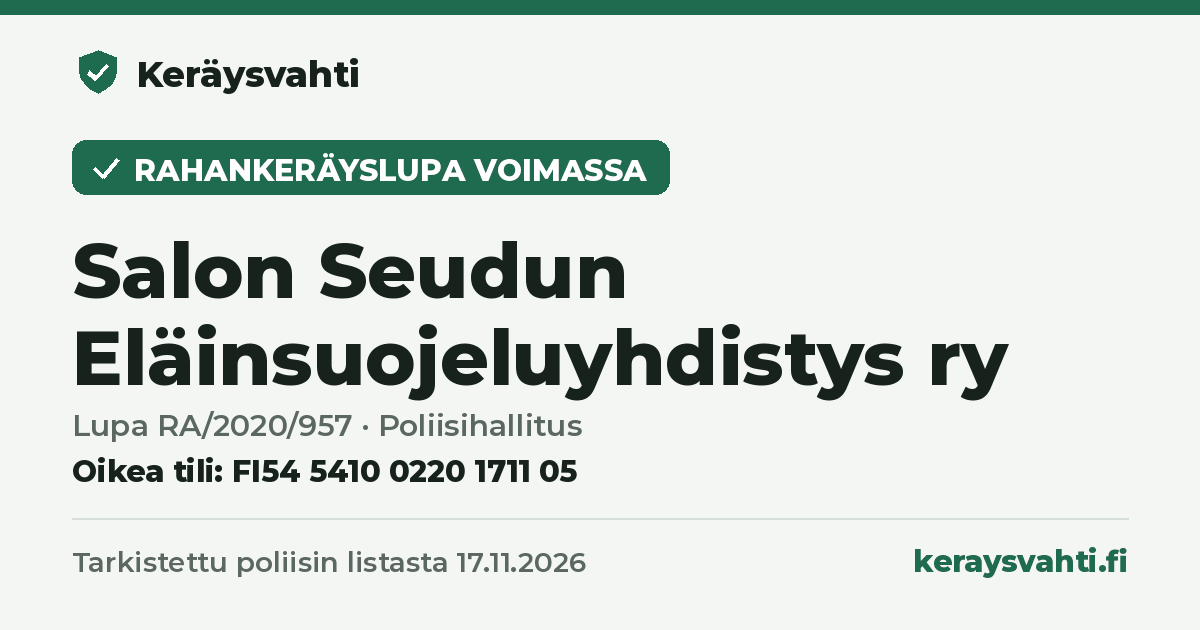 Keräysvahti
RAHANKERÄYSLUPA VOIMASSA
Salon Seudun
Eläinsuojeluyhdistys ry
Lupa RA/2020/957 · Poliisihallitus
Oikea tili: FI54 5410 0220 1711 05
Tarkistettu poliisin listasta 17.11.2026
keraysvahti.fi